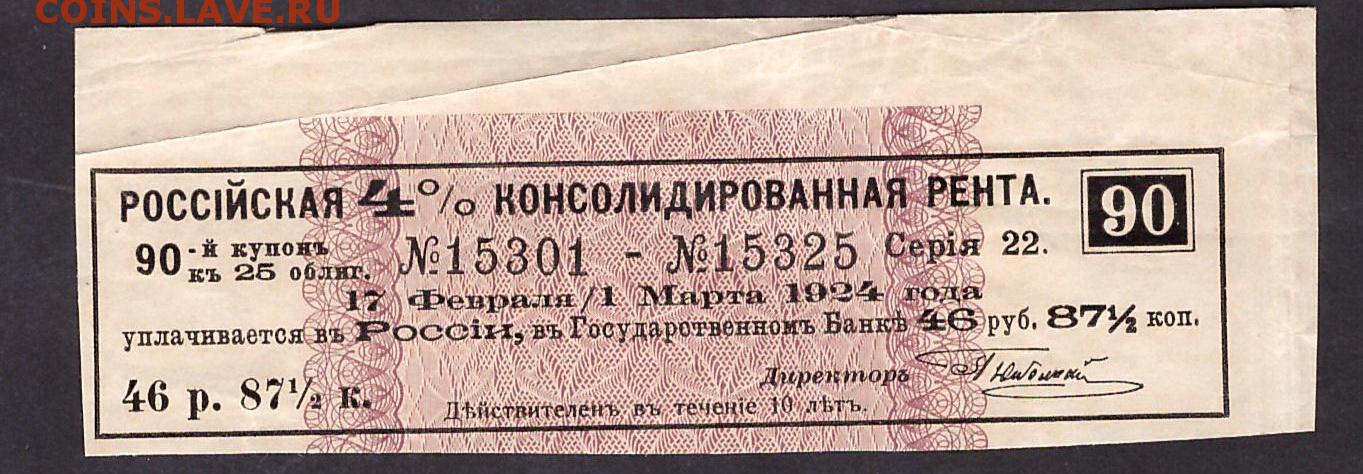 COINS.LAVE.RU
РОССІЙСКАЯ 4% КОНСОЛИДИРОВАННАЯ РЕНТА. 90
90-й купонъ
къ 25 облиг. №15301 - №15325 Серія 22.
17 Февраля/1 Марта 1924 года
уплачивается въ Россіи, въ Государственномъ Банкѣ 46 руб. 87½ коп.
Директоръ
46 р. 87½ к.
Дѣйствителенъ въ теченіе 10 лѣтъ.